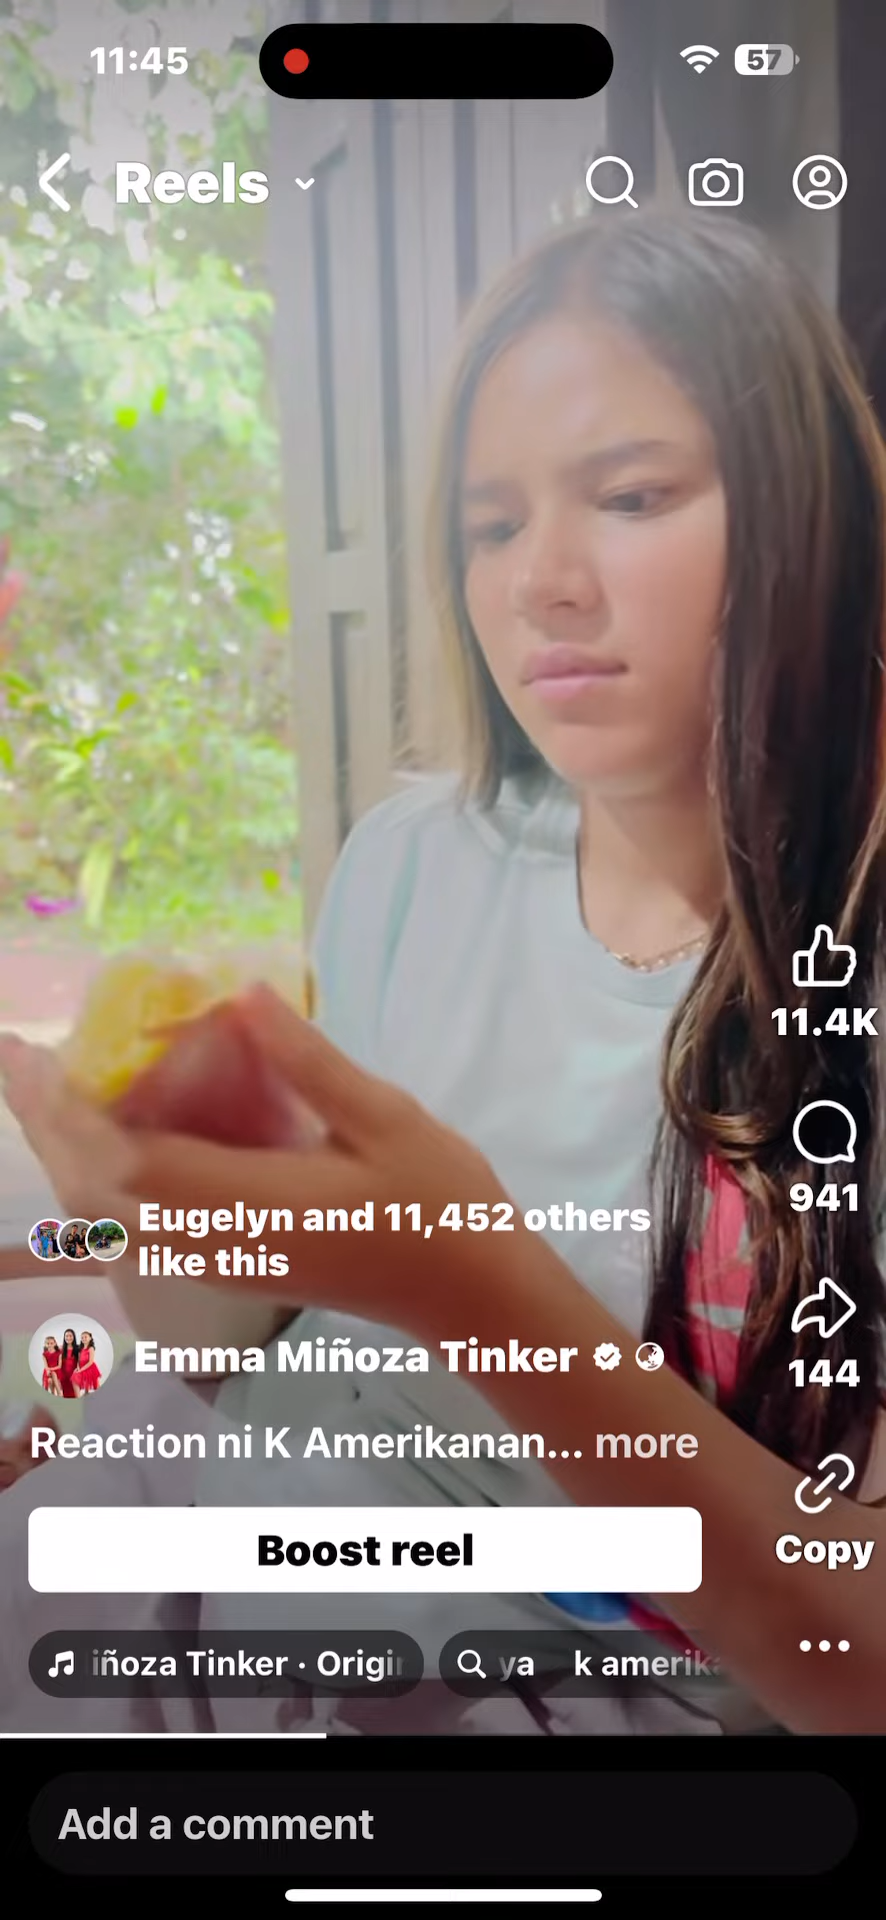 11:45
57
Reels
11.4K
941
Eugelyn and 11,452 others
like this
Emma Miñoza Tinker
144
Reaction ni K Amerikanan... more
Boost reel
Copy
iñoza Tinker · Origi
ya k amerik
Add a comment